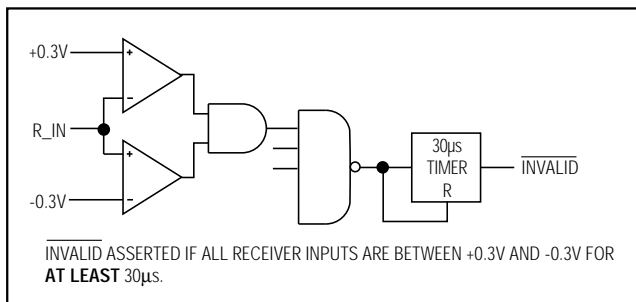 +0.3V
+
-
R_IN
+
-
-0.3V
30µs
TIMER
R
INVALID
INVALID ASSERTED IF ALL RECEIVER INPUTS ARE BETWEEN +0.3V AND -0.3V FOR
AT LEAST 30µs.